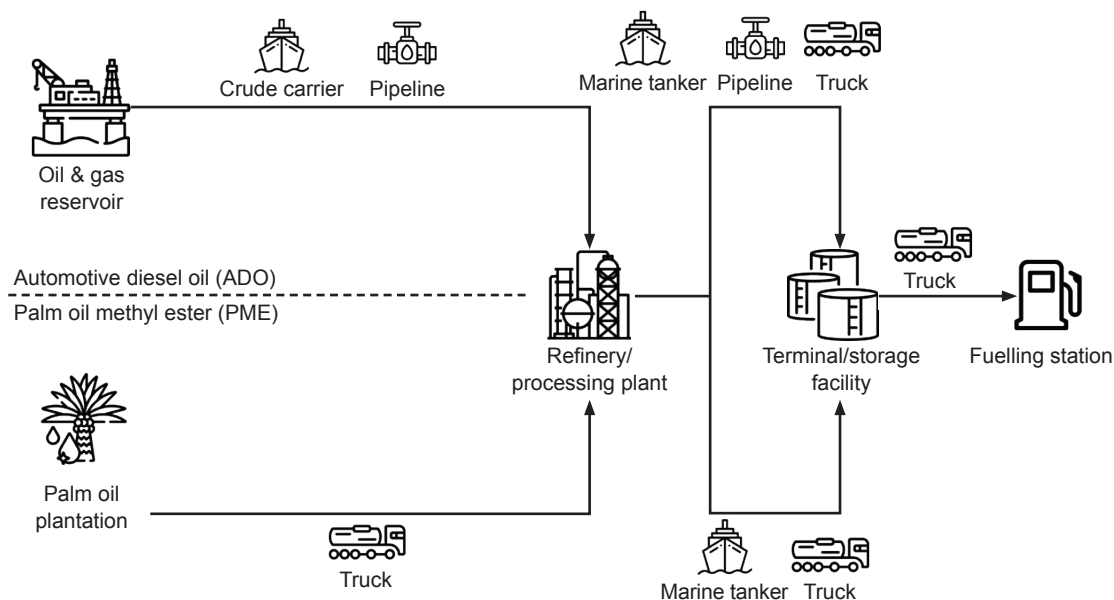 Crude carrier
Pipeline
Marine tanker
Pipeline
Truck
Oil & gas
reservoir
Automotive diesel oil (ADO)
Palm oil methyl ester (PME)
Truck
Refinery/
processing plant
Terminal/storage
facility
Fuelling station
Palm oil
plantation
Truck
Marine tanker
Truck